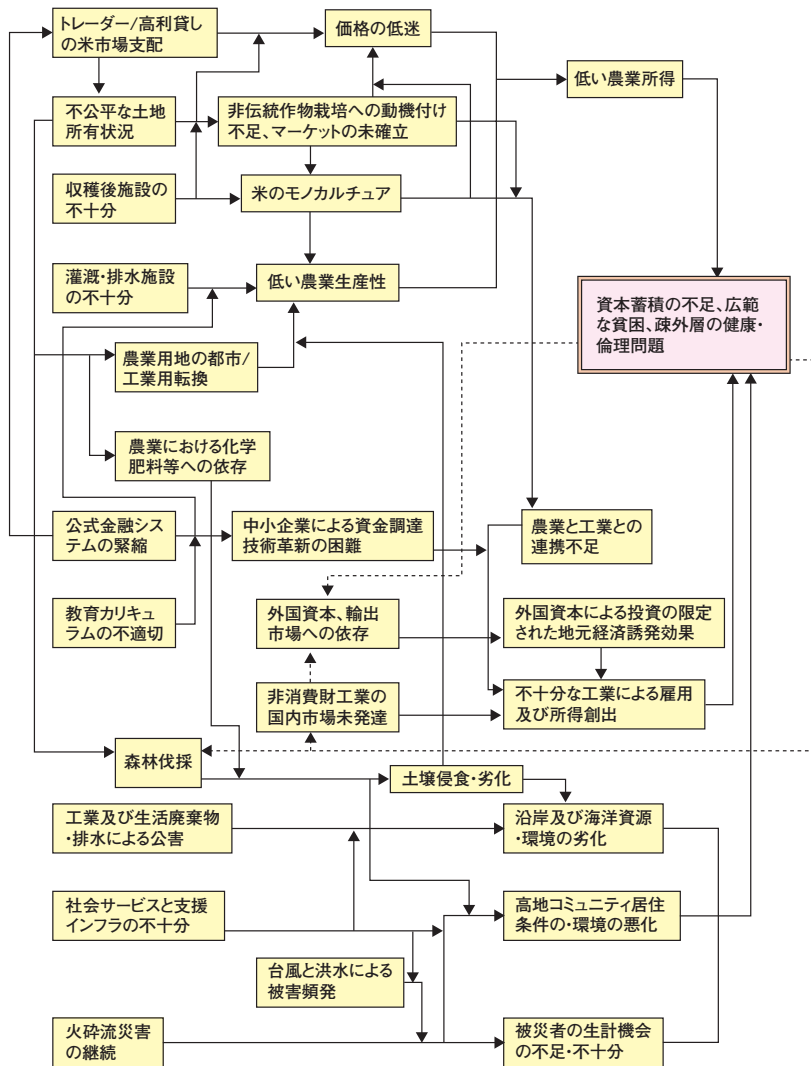 トレーダー/高利貸し
の米市場支配
価格の低迷
低い農業所得
不公平な土地
所有状況
非伝統作物栽培への動機付け
不足、マーケットの未確立
収穫後施設の
不十分
米のモノカルチュア
灌漑・排水施設
の不十分
低い農業生産性
資本蓄積の不足、広範
な貧困、疎外層の健康・
倫理問題
農業用地の都市/
工業用転換
農業における化学
肥料等への依存
公式金融シス
テムの緊縮
中小企業による資金調達
技術革新の困難
農業と工業との
連携不足
教育カリキュ
ラムの不適切
外国資本、輸出
市場への依存
外国資本による投資の限定
された地元経済誘発効果
非消費財工業の
国内市場未発達
不十分な工業による雇用
及び所得創出
森林伐採
土壌侵食・劣化
工業及び生活廃棄物
・排水による公害
沿岸及び海洋資源
・環境の劣化
社会サービスと支援
インフラの不十分
高地コミュニティ居住
条件の・環境の悪化
台風と洪水による
被害頻発
火砕流災害
の継続
被災者の生計機会
の不足・不十分